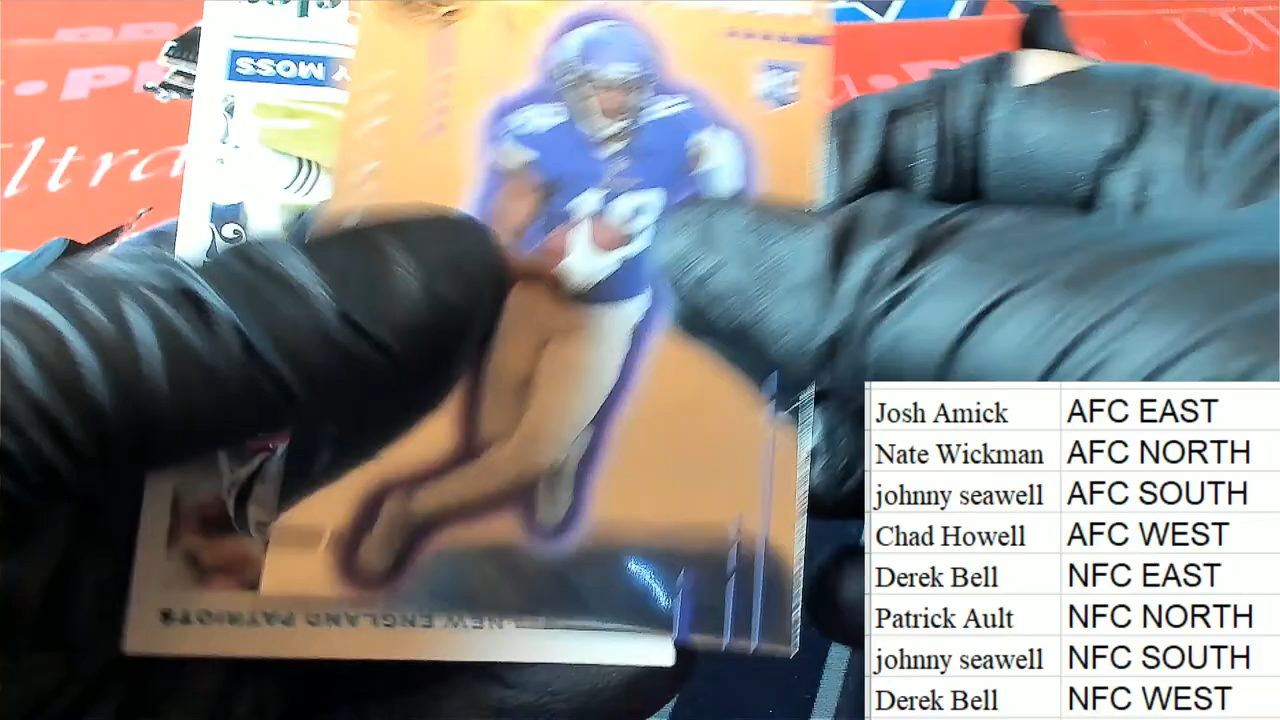 Y MOSS
NEW ENGLAND PATRIOTS
Josh Amick AFC EAST
Nate Wickman AFC NORTH
johnny seawell AFC SOUTH
Chad Howell AFC WEST
Derek Bell NFC EAST
Patrick Ault NFC NORTH
johnny seawell NFC SOUTH
Derek Bell NFC WEST